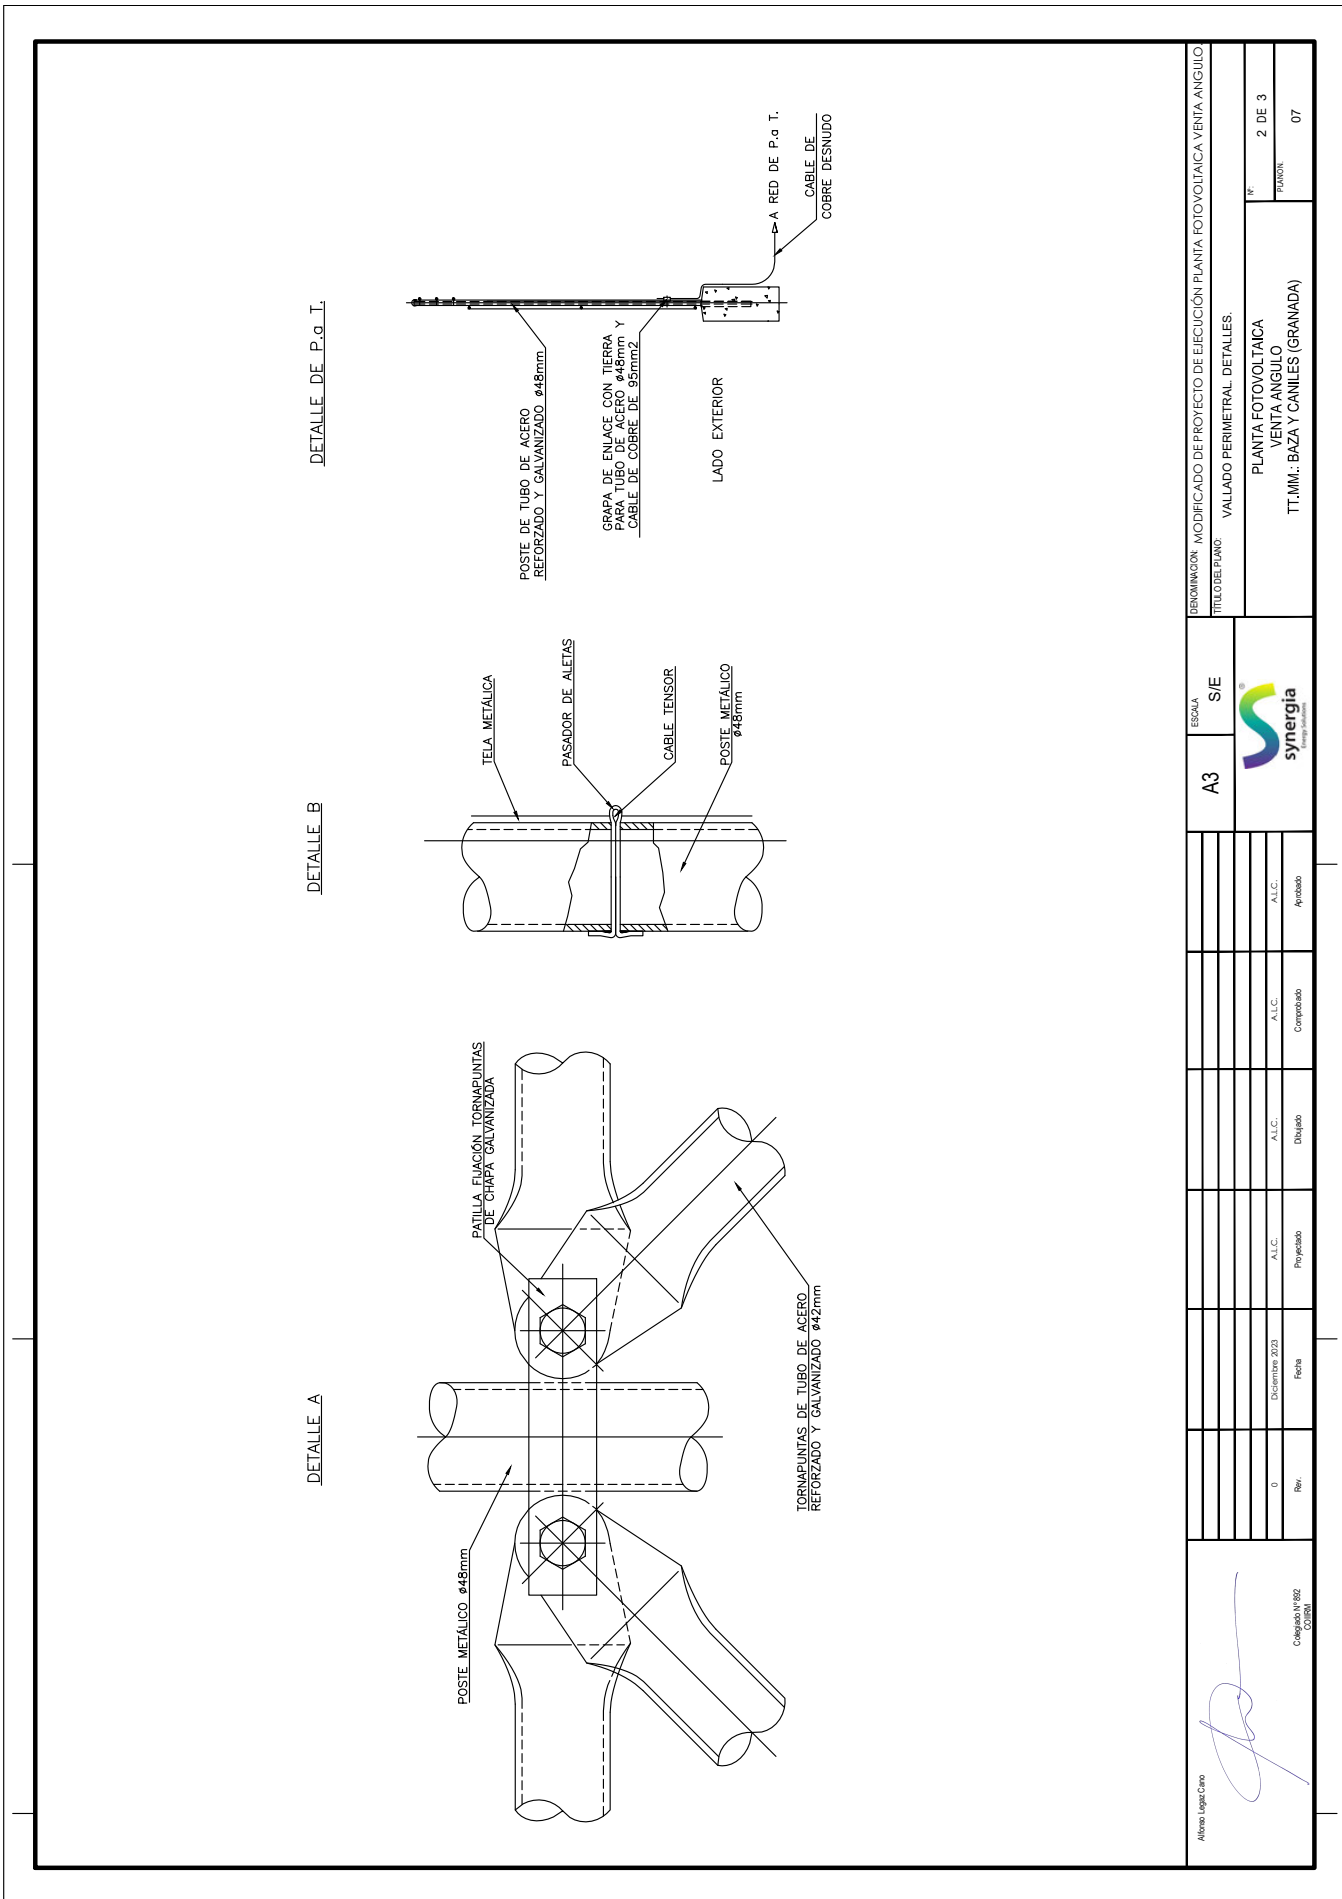 DETALLE A
POSTE METÁLICO ø48mm
PATILLA FIJACIÓN TORNAPUNTAS
DE CHAPA GALVANIZADA
TORNAPUNTAS DE TUBO DE ACERO
REFORZADO Y GALVANIZADO ø42mm
DETALLE B
TELA METÁLICA
PASADOR DE ALETAS
CABLE TENSOR
POSTE METÁLICO
ø48mm
DETALLE DE P.a T.
POSTE DE TUBO DE ACERO
REFORZADO Y GALVANIZADO ø48mm
GRAPA DE ENLACE CON TIERRA
PARA TUBO DE ACERO ø48mm Y
CABLE DE COBRE DE 95mm2
LADO EXTERIOR
A RED DE P.a T.
CABLE DE
COBRE DESNUDO
Alfonso Legaz Cano
Colegiado Nº 892
COIIRM
0
Diciembre 2023
A.L.C.
A.L.C.
A.L.C.
A.L.C.
Rev.
Fecha
Proyectado
Dibujado
Comprobado
Aprobado
A3
ESCALA
S/E
synergia
Energy Solutions
®
DENOMINACION: MODIFICADO DE PROYECTO DE EJECUCIÓN PLANTA FOTOVOLTAICA VENTA ANGULO.
TÍTULO DEL PLANO:
VALLADO PERIMETRAL. DETALLES.
PLANTA FOTOVOLTAICA
VENTA ANGULO
TT.MM.: BAZA Y CANILES (GRANADA)
Nº:
2 DE 3
PLANO N.
07